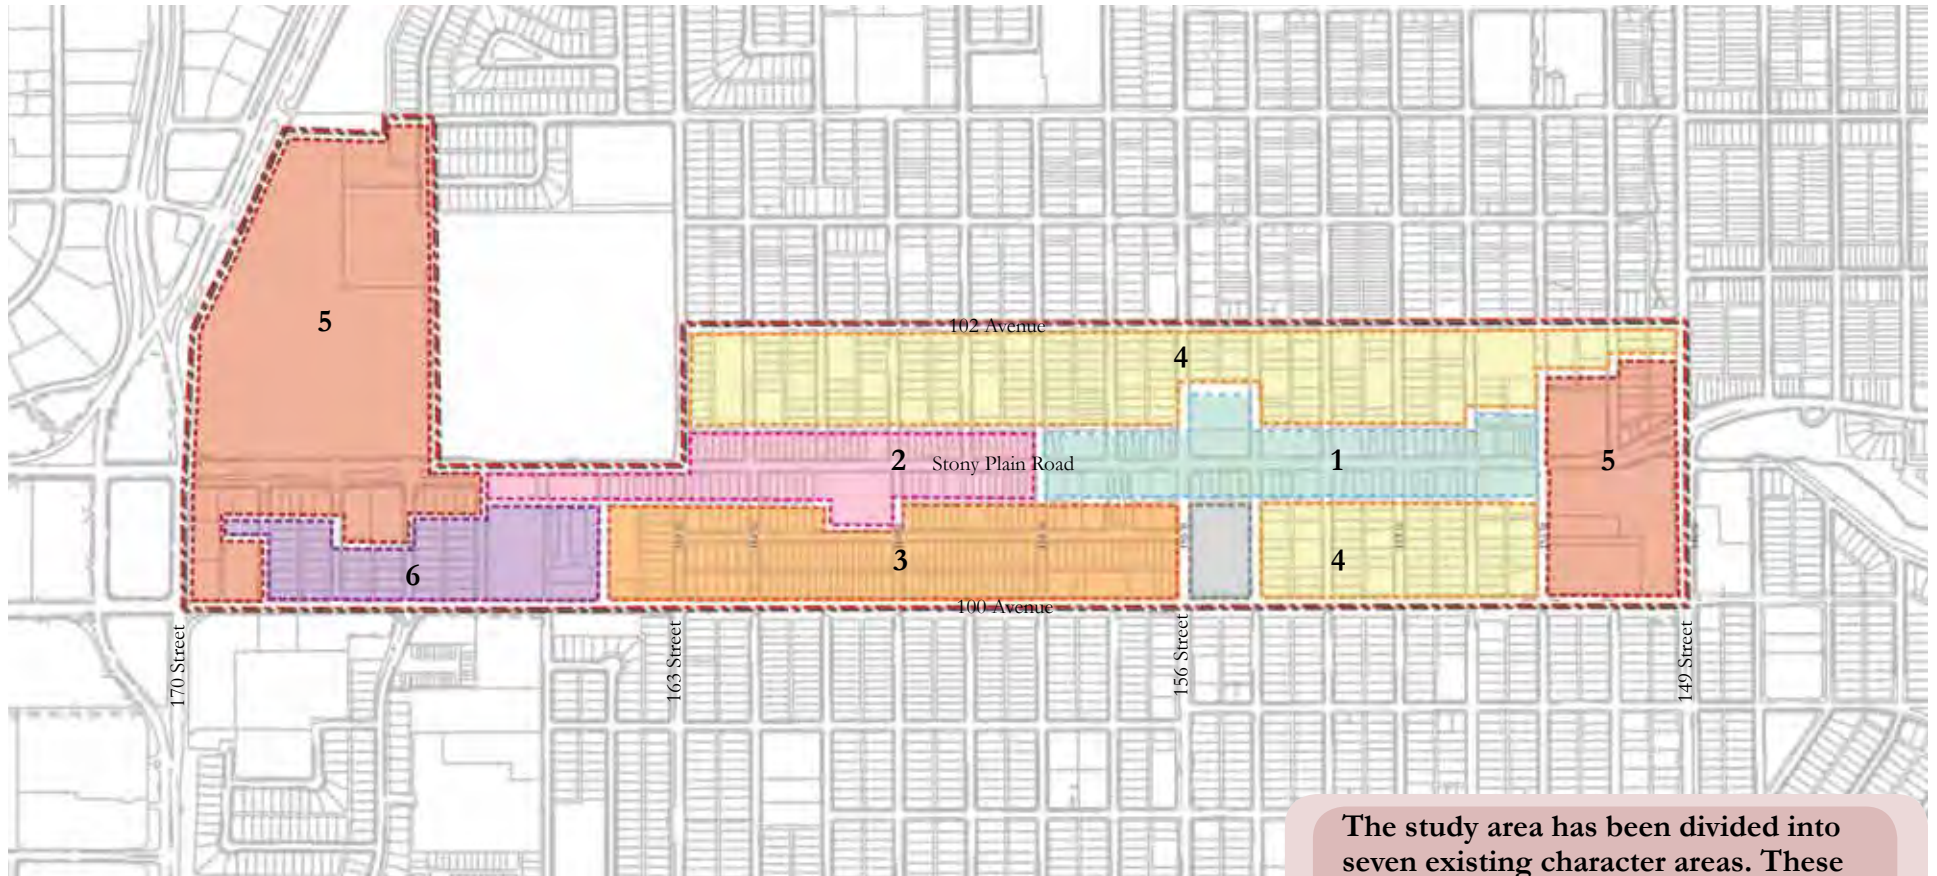 5
102 Avenue
4
2
Stony Plain Road
1
5
6
3
4
100 Avenue
170 Street
163 Street
156 Street
149 Street
The study area has been divided into
seven existing character areas. These